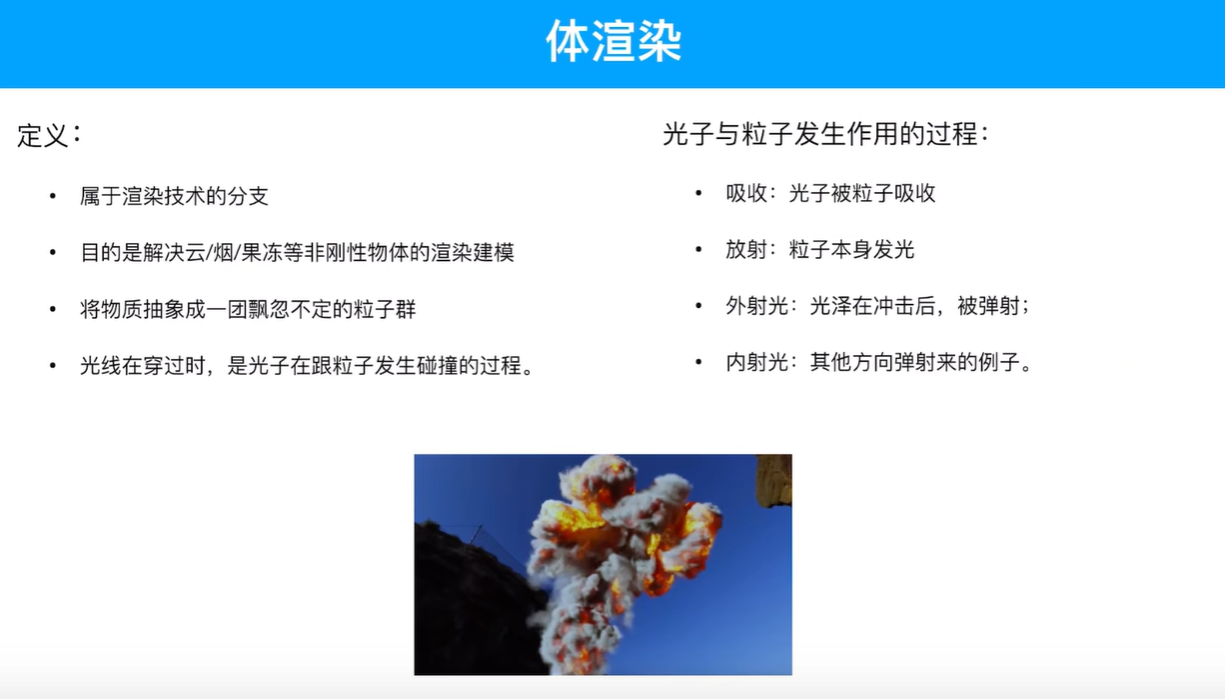 体渲染
定义：
• 属于渲染技术的分支
• 目的是解决云/烟/果冻等非刚性物体的渲染建模
• 将物质抽象成一团飘忽不定的粒子群
• 光线在穿过时，是光子在跟粒子发生碰撞的过程。
光子与粒子发生作用的过程：
• 吸收：光子被粒子吸收
• 放射：粒子本身发光
• 外射光：光泽在冲击后，被弹射；
• 内射光：其他方向弹射来的例子。